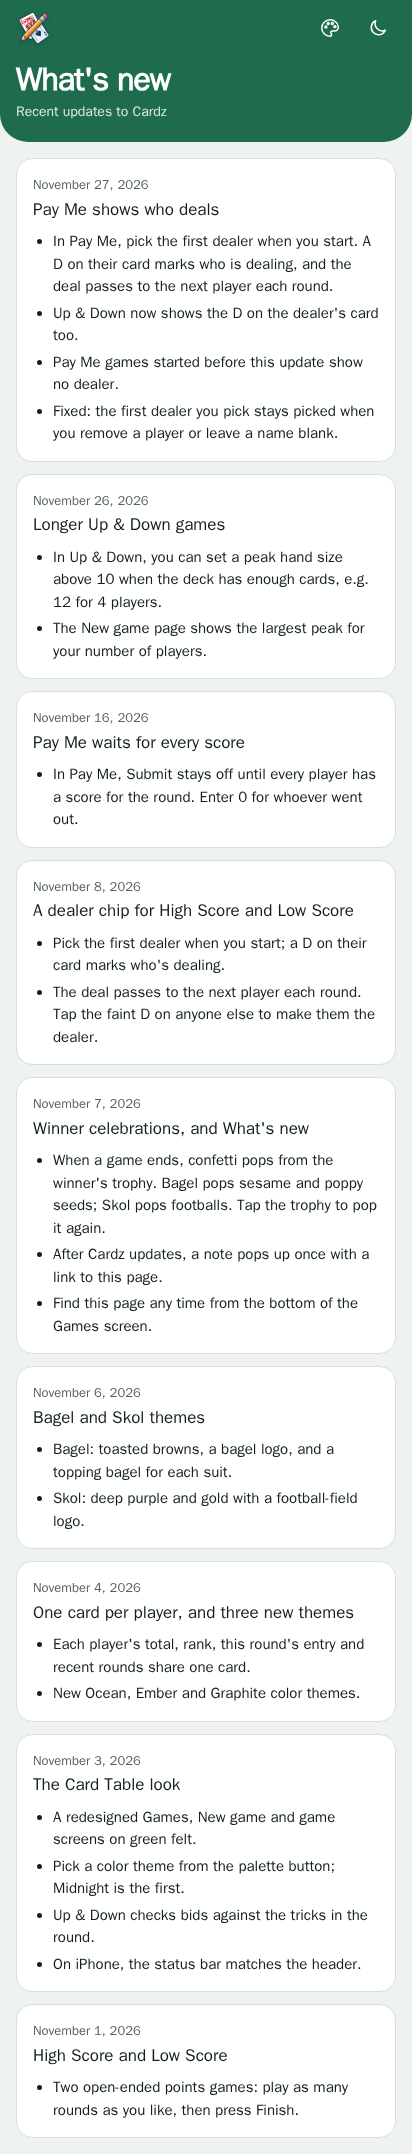 What's new
Recent updates to Cardz
November 27, 2026
Pay Me shows who deals
• In Pay Me, pick the first dealer when you start. A
D on their card marks who is dealing, and the
deal passes to the next player each round.
• Up & Down now shows the D on the dealer's card
too.
• Pay Me games started before this update show
no dealer.
• Fixed: the first dealer you pick stays picked when
you remove a player or leave a name blank.
November 26, 2026
Longer Up & Down games
• In Up & Down, you can set a peak hand size
above 10 when the deck has enough cards, e.g.
12 for 4 players.
• The New game page shows the largest peak for
your number of players.
November 16, 2026
Pay Me waits for every score
• In Pay Me, Submit stays off until every player has
a score for the round. Enter 0 for whoever went
out.
November 8, 2026
A dealer chip for High Score and Low Score
• Pick the first dealer when you start; a D on their
card marks who's dealing.
• The deal passes to the next player each round.
Tap the faint D on anyone else to make them the
dealer.
November 7, 2026
Winner celebrations, and What's new
• When a game ends, confetti pops from the
winner's trophy. Bagel pops sesame and poppy
seeds; Skol pops footballs. Tap the trophy to pop
it again.
• After Cardz updates, a note pops up once with a
link to this page.
• Find this page any time from the bottom of the
Games screen.
November 6, 2026
Bagel and Skol themes
• Bagel: toasted browns, a bagel logo, and a
topping bagel for each suit.
• Skol: deep purple and gold with a football-field
logo.
November 4, 2026
One card per player, and three new themes
• Each player's total, rank, this round's entry and
recent rounds share one card.
• New Ocean, Ember and Graphite color themes.
November 3, 2026
The Card Table look
• A redesigned Games, New game and game
screens on green felt.
• Pick a color theme from the palette button;
Midnight is the first.
• Up & Down checks bids against the tricks in the
round.
• On iPhone, the status bar matches the header.
November 1, 2026
High Score and Low Score
• Two open-ended points games: play as many
rounds as you like, then press Finish.